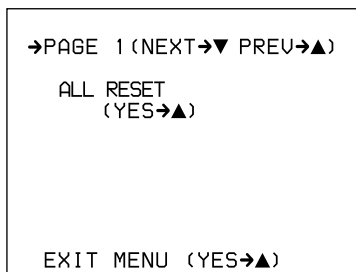 ➔PAGE 1(NEXT➔▼ PREV➔▲)
ALL RESET
(YES➔▲)
EXIT MENU (YES➔▲)